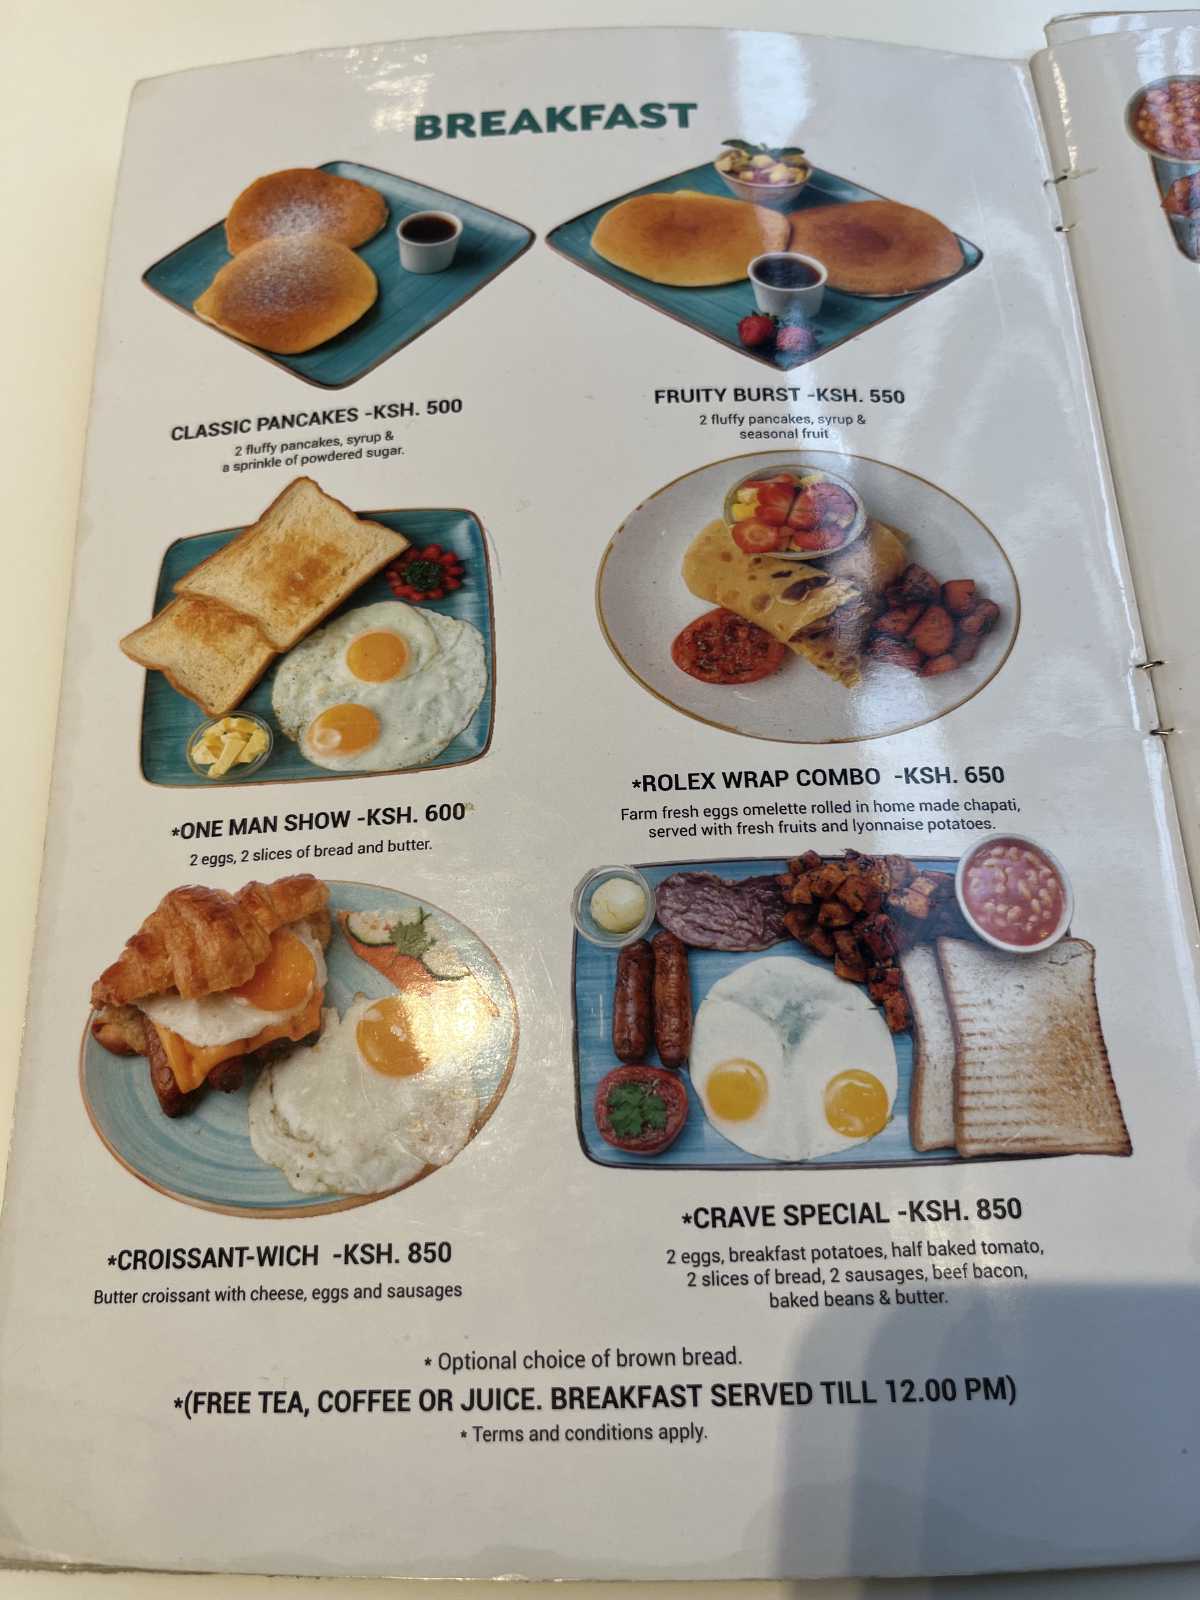 BREAKFAST
CLASSIC PANCAKES -KSH. 500
2 fluffy pancakes, syrup &
a sprinkle of powdered sugar.
FRUITY BURST -KSH. 550
2 fluffy pancakes, syrup &
seasonal fruit
*ONE MAN SHOW -KSH. 600
2 eggs, 2 slices of bread and butter.
*ROLEX WRAP COMBO -KSH. 650
Farm fresh eggs omelette rolled in home made chapati,
served with fresh fruits and lyonnaise potatoes.
*CROISSANT-WICH -KSH. 850
Butter croissant with cheese, eggs and sausages
*CRAVE SPECIAL -KSH. 850
2 eggs, breakfast potatoes, half baked tomato,
2 slices of bread, 2 sausages, beef bacon,
baked beans & butter.
* Optional choice of brown bread.
*(FREE TEA, COFFEE OR JUICE. BREAKFAST SERVED TILL 12.00 PM)
* Terms and conditions apply.